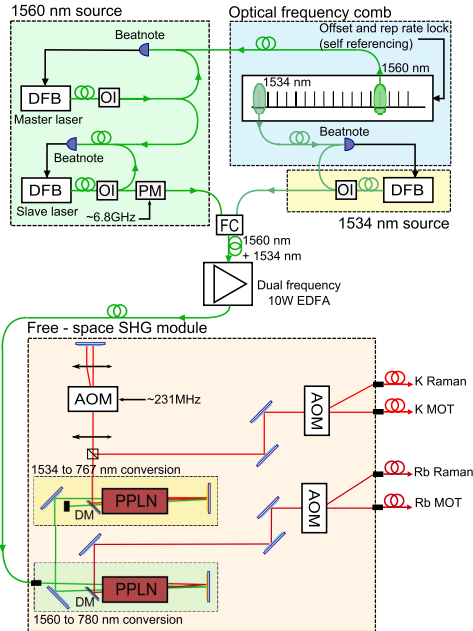 1560 nm source
Optical frequency comb
Beatnote
Offset and rep rate lock
(self referencing)
1534 nm
1560 nm
DFB
OI
Master laser
Beatnote
Beatnote
DFB
OI
PM
Slave laser
~6.8GHz
OI
DFB
1534 nm source
FC
1560 nm
+ 1534 nm
Dual frequency
10W EDFA
Free - space SHG module
AOM
~231MHz
AOM
K Raman
K MOT
1534 to 767 nm conversion
PPLN
DM
AOM
Rb Raman
Rb MOT
PPLN
DM
1560 to 780 nm conversion